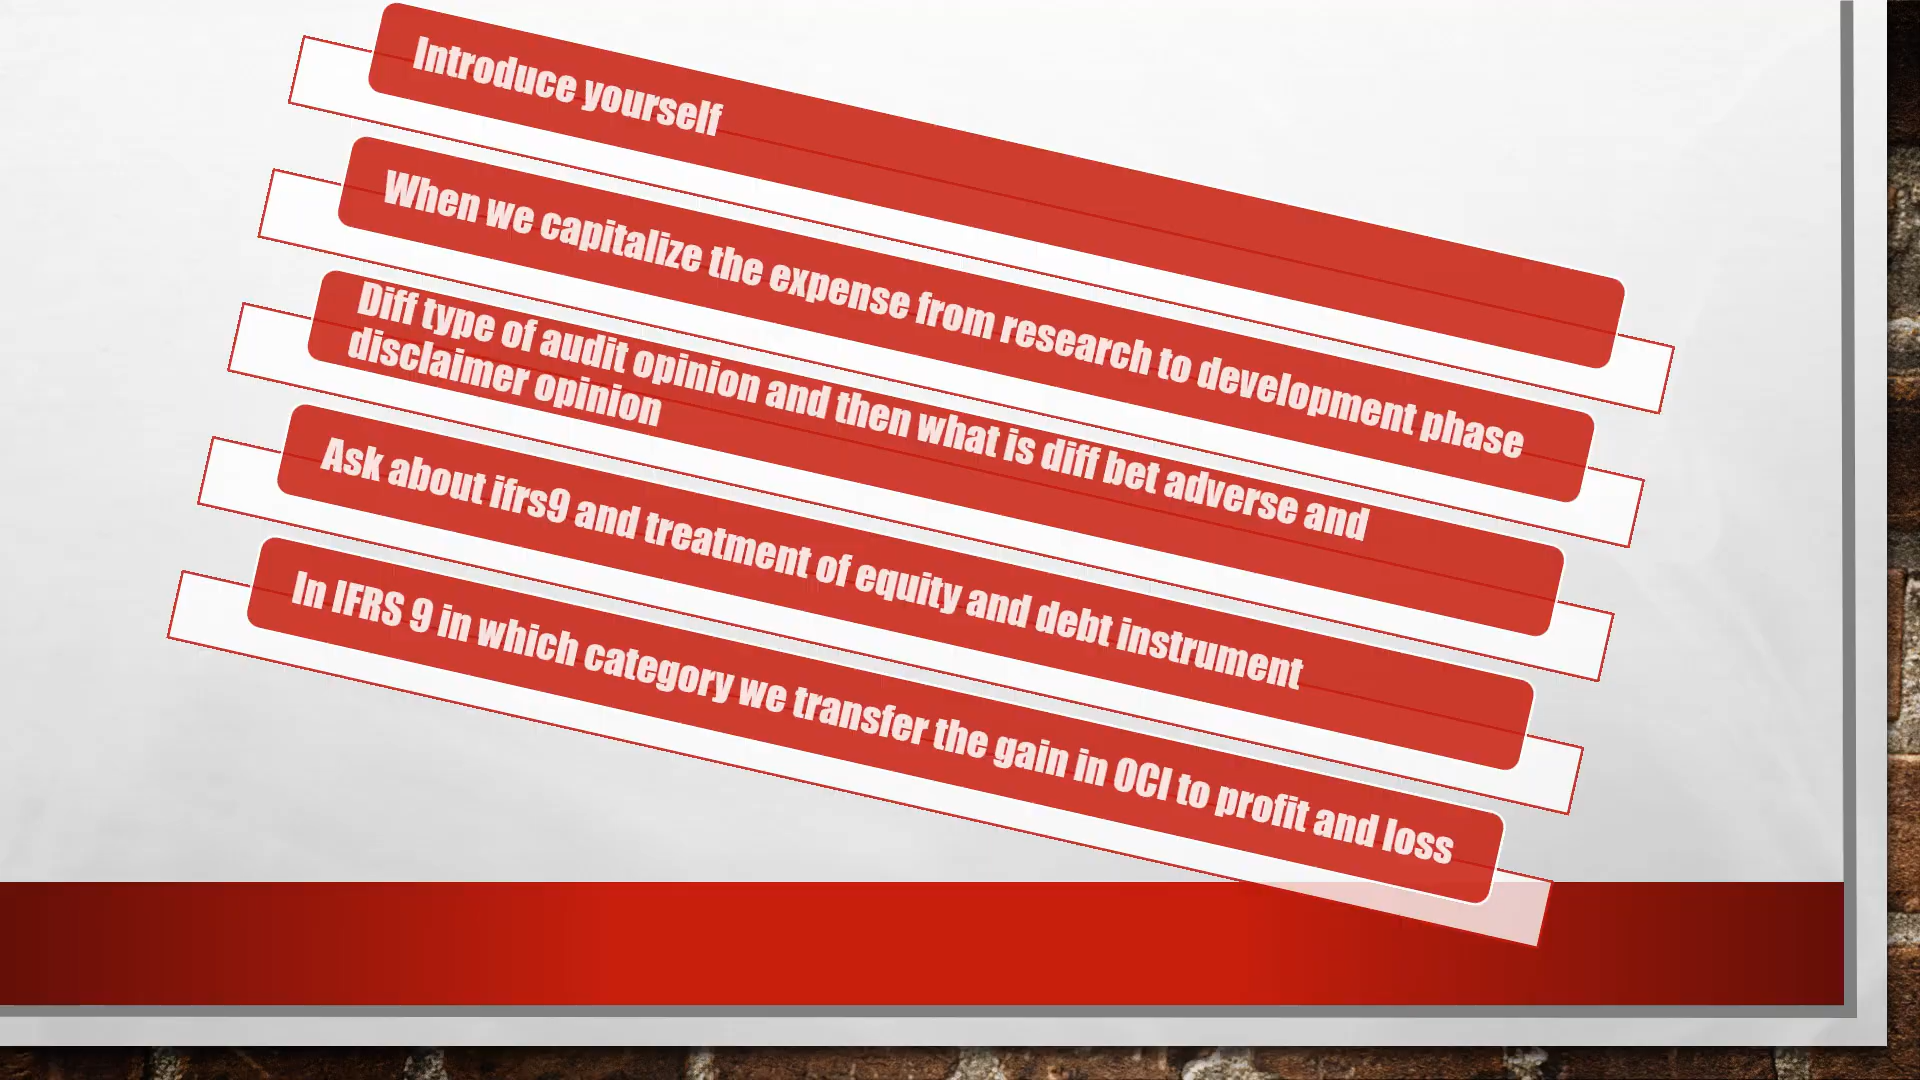 Introduce yourself
When we capitalize the expense from research to development phase
Diff type of audit opinion and then what is diff bet adverse and
disclaimer opinion
Ask about ifrs9 and treatment of equity and debt instrument
In IFRS 9 in which category we transfer the gain in OCI to profit and loss